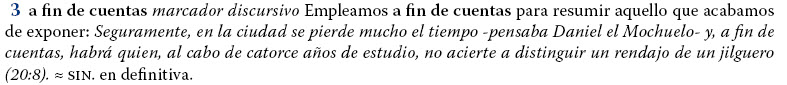 3 a fin de cuentas marcador discursivo Empleamos a fin de cuentas para resumir aquello que acabamos
de exponer: Seguramente, en la ciudad se pierde mucho el tiempo -pensaba Daniel el Mochuelo- y, a fin de
cuentas, habrá quien, al cabo de catorce años de estudio, no acierte a distinguir un rendajo de un jilguero
(20:8). ≈ SIN. en definitiva.